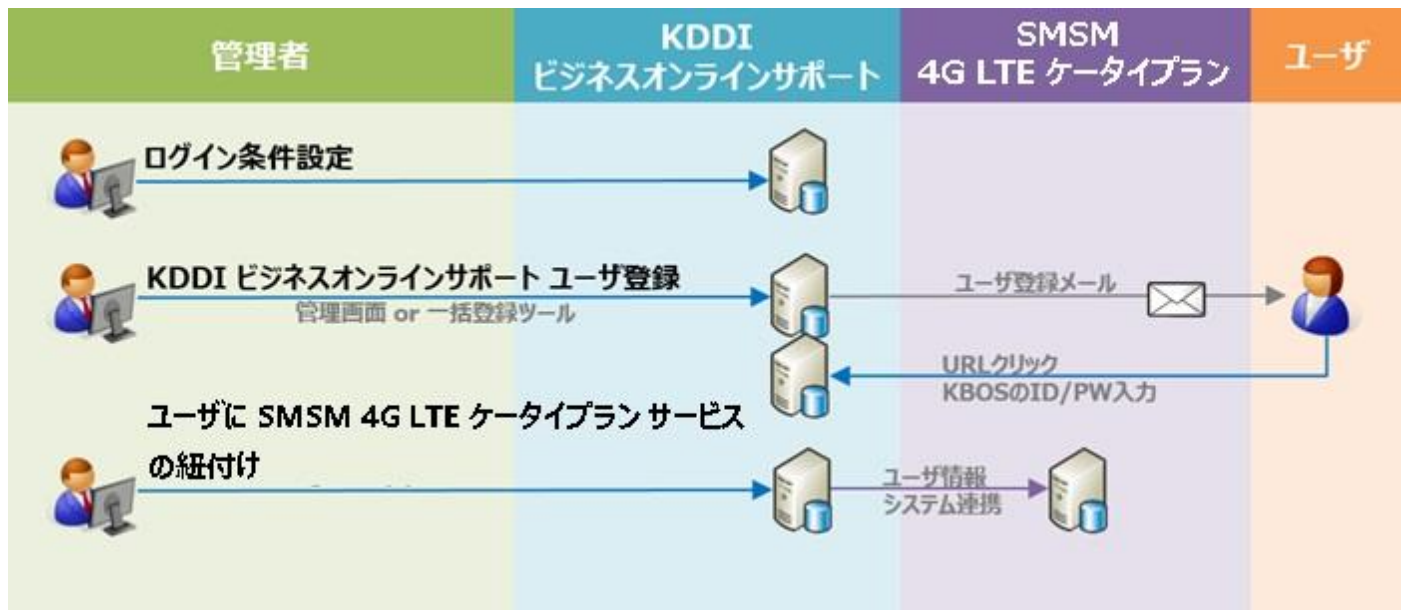 管理者
KDDI
ビジネスオンラインサポート
SMSM
4G LTE ケータイプラン
ユーザ
ログイン条件設定
KDDI ビジネスオンラインサポート ユーザ登録
管理画面 or 一括登録ツール
ユーザ登録メール
URLクリック
KBOSのID/PW入力
ユーザに SMSM 4G LTE ケータイプラン サービス
の紐付け
ユーザ情報
システム連携